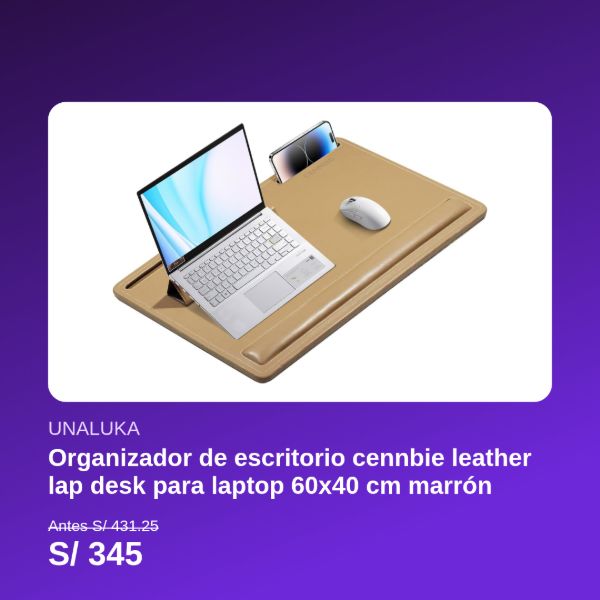 UNALUKA
Organizador de escritorio cennbie leather
lap desk para laptop 60x40 cm marrón
Antes S/ 431.25
S/ 345